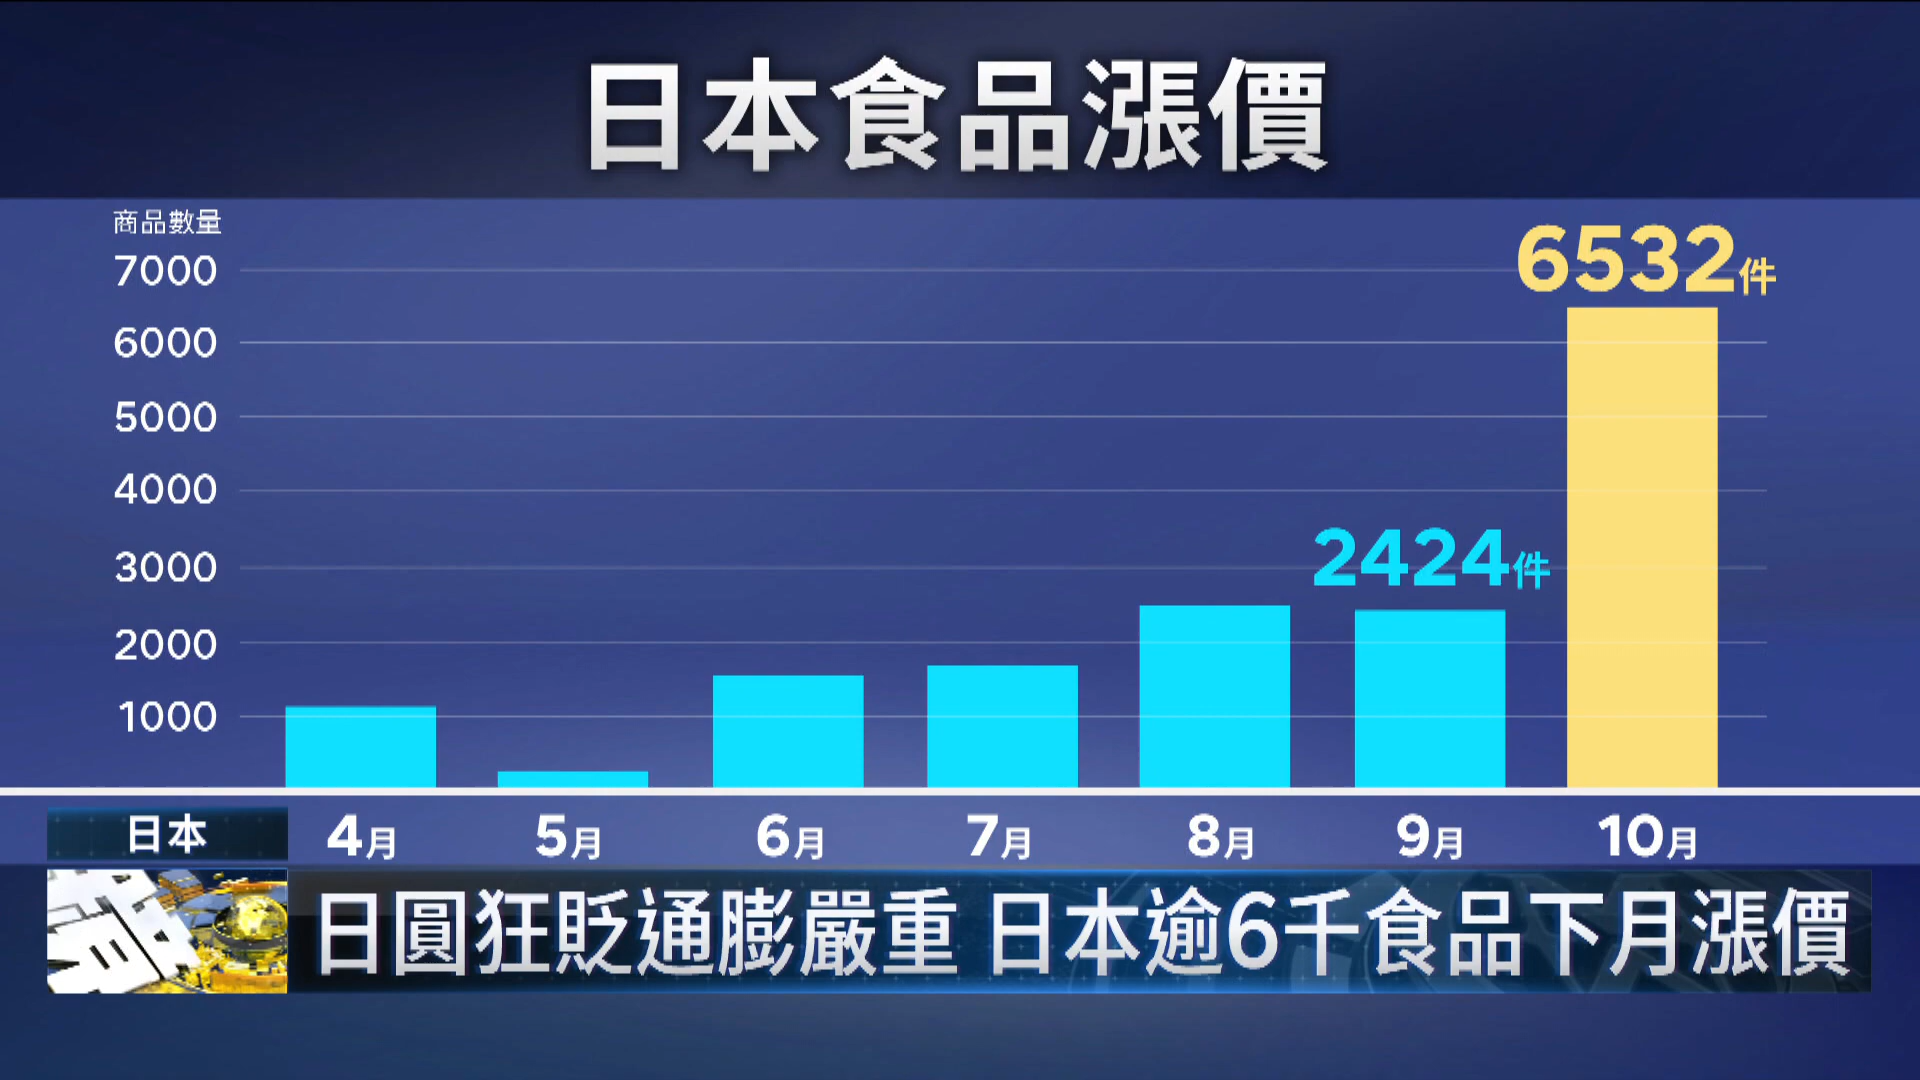 日本食品漲價
商品數量
7000
6000
5000
4000
3000
2000
1000
6532件
2424件
4月 5月 6月 7月 8月 9月 10月
日本
日圓狂貶通膨嚴重 日本逾6千食品下月漲價